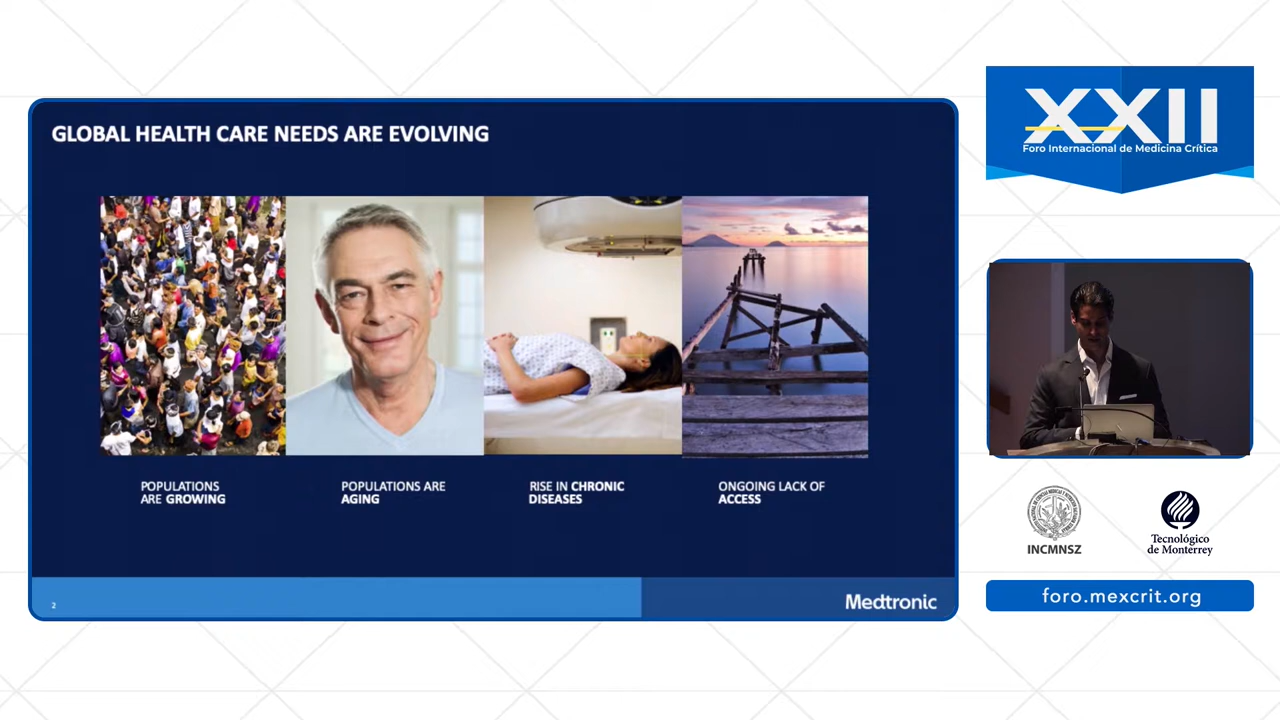 GLOBAL HEALTH CARE NEEDS ARE EVOLVING
POPULATIONS
ARE GROWING
POPULATIONS ARE
AGING
RISE IN CHRONIC
DISEASES
ONGOING LACK OF
ACCESS
2
Medtronic
XXII
Foro Internacional de Medicina Crítica
INCMNSZ
Tecnológico
de Monterrey
foro.mexcrit.org